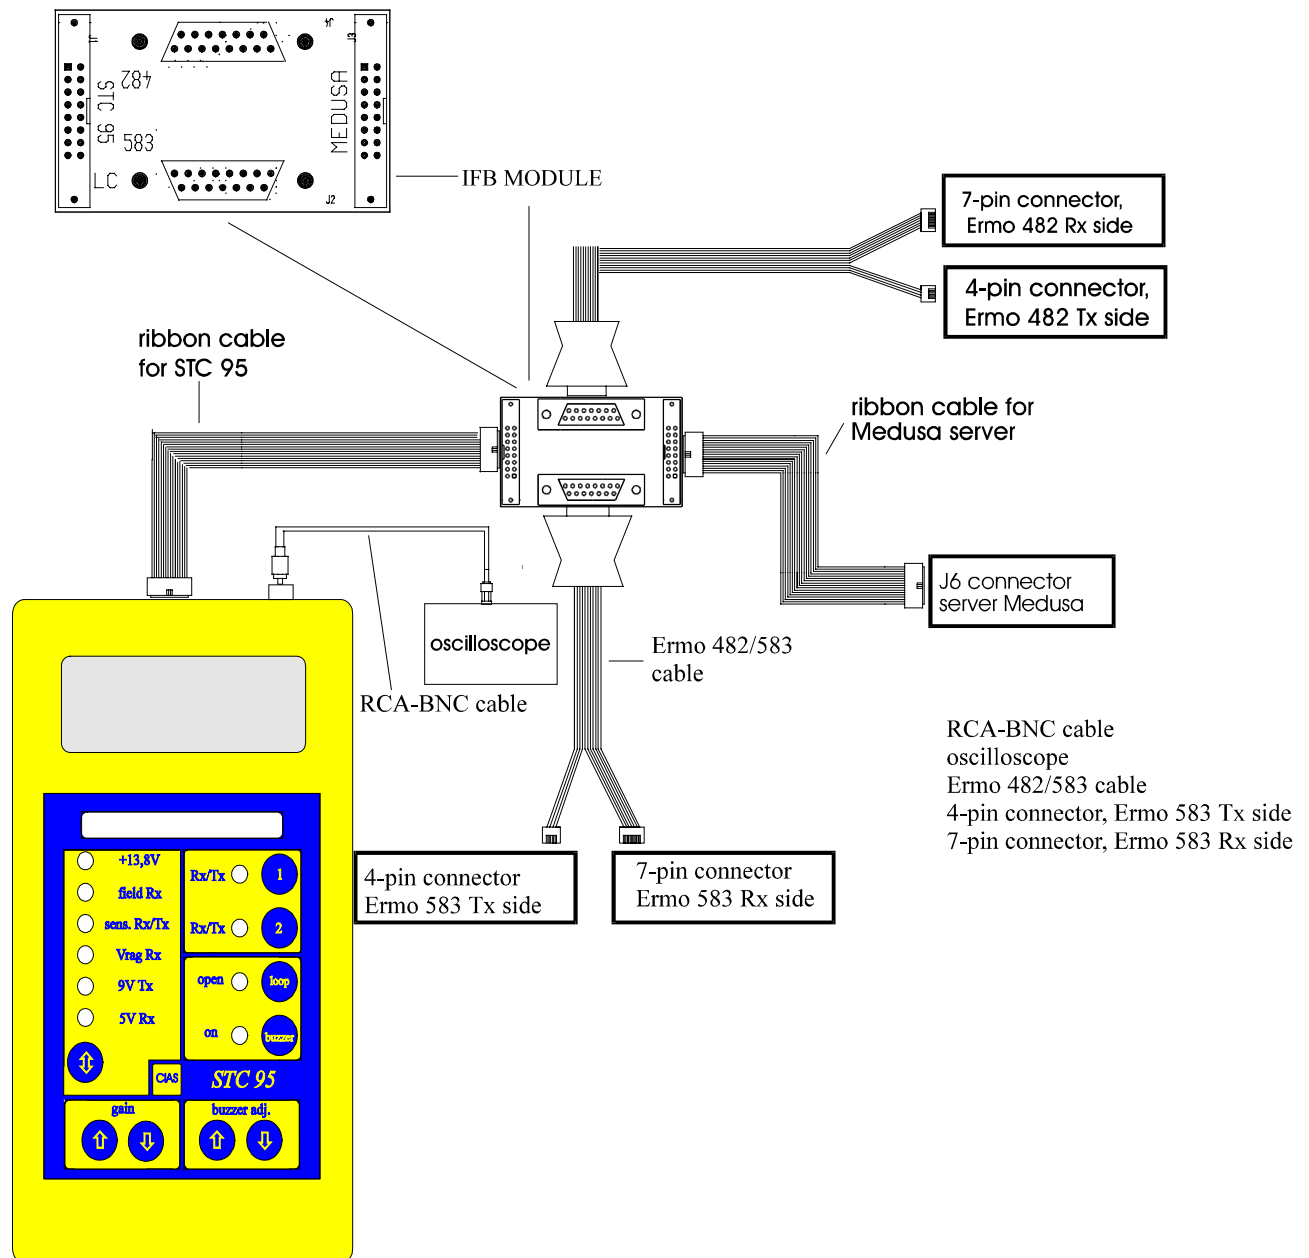 J1
J4
J3
482
STC 95
583
MEDUSA
LC
J2
IFB MODULE
7-pin connector,
Ermo 482 Rx side
4-pin connector,
Ermo 482 Tx side
ribbon cable
for STC 95
ribbon cable for
Medusa server
J6 connector
server Medusa
oscilloscope
RCA-BNC cable
Ermo 482/583
cable
RCA-BNC cable
oscilloscope
Ermo 482/583 cable
4-pin connector, Ermo 583 Tx side
7-pin connector, Ermo 583 Rx side
4-pin connector
Ermo 583 Tx side
7-pin connector
Ermo 583 Rx side
+13,8V
field Rx
sens. Rx/Tx
Vrag Rx
9V Tx
5V Rx
Rx/Tx
1
Rx/Tx
2
open
loop
on
buzzer
CIAS
STC 95
gain
buzzer adj.